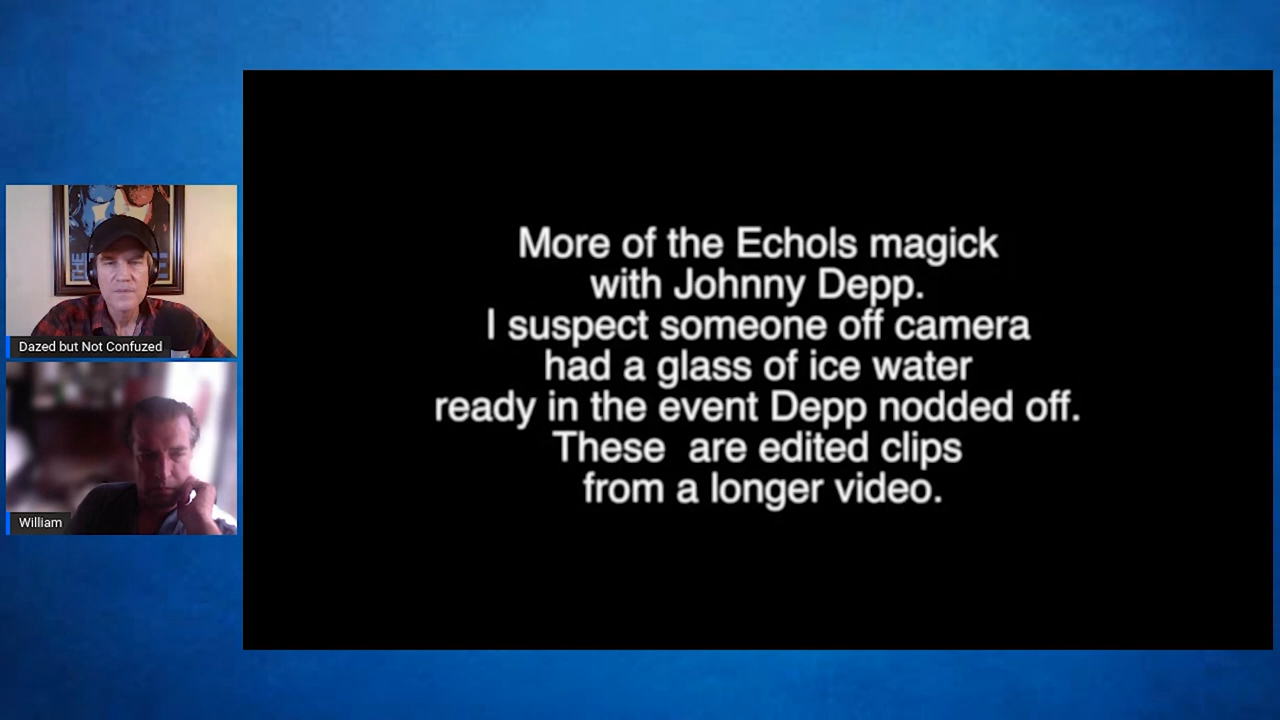 More of the Echols magick
with Johnny Depp.
I suspect someone off camera
had a glass of ice water
ready in the event Depp nodded off.
These  are edited clips
from a longer video.
THE
Dazed but Not Confuzed
William